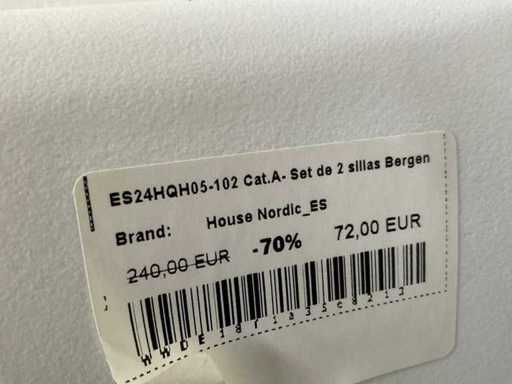 ES24HQH05-102 Cat.A- Set de 2 sillas Bergen
Brand: House Nordic_ES
240,00 EUR -70% 72,00 EUR